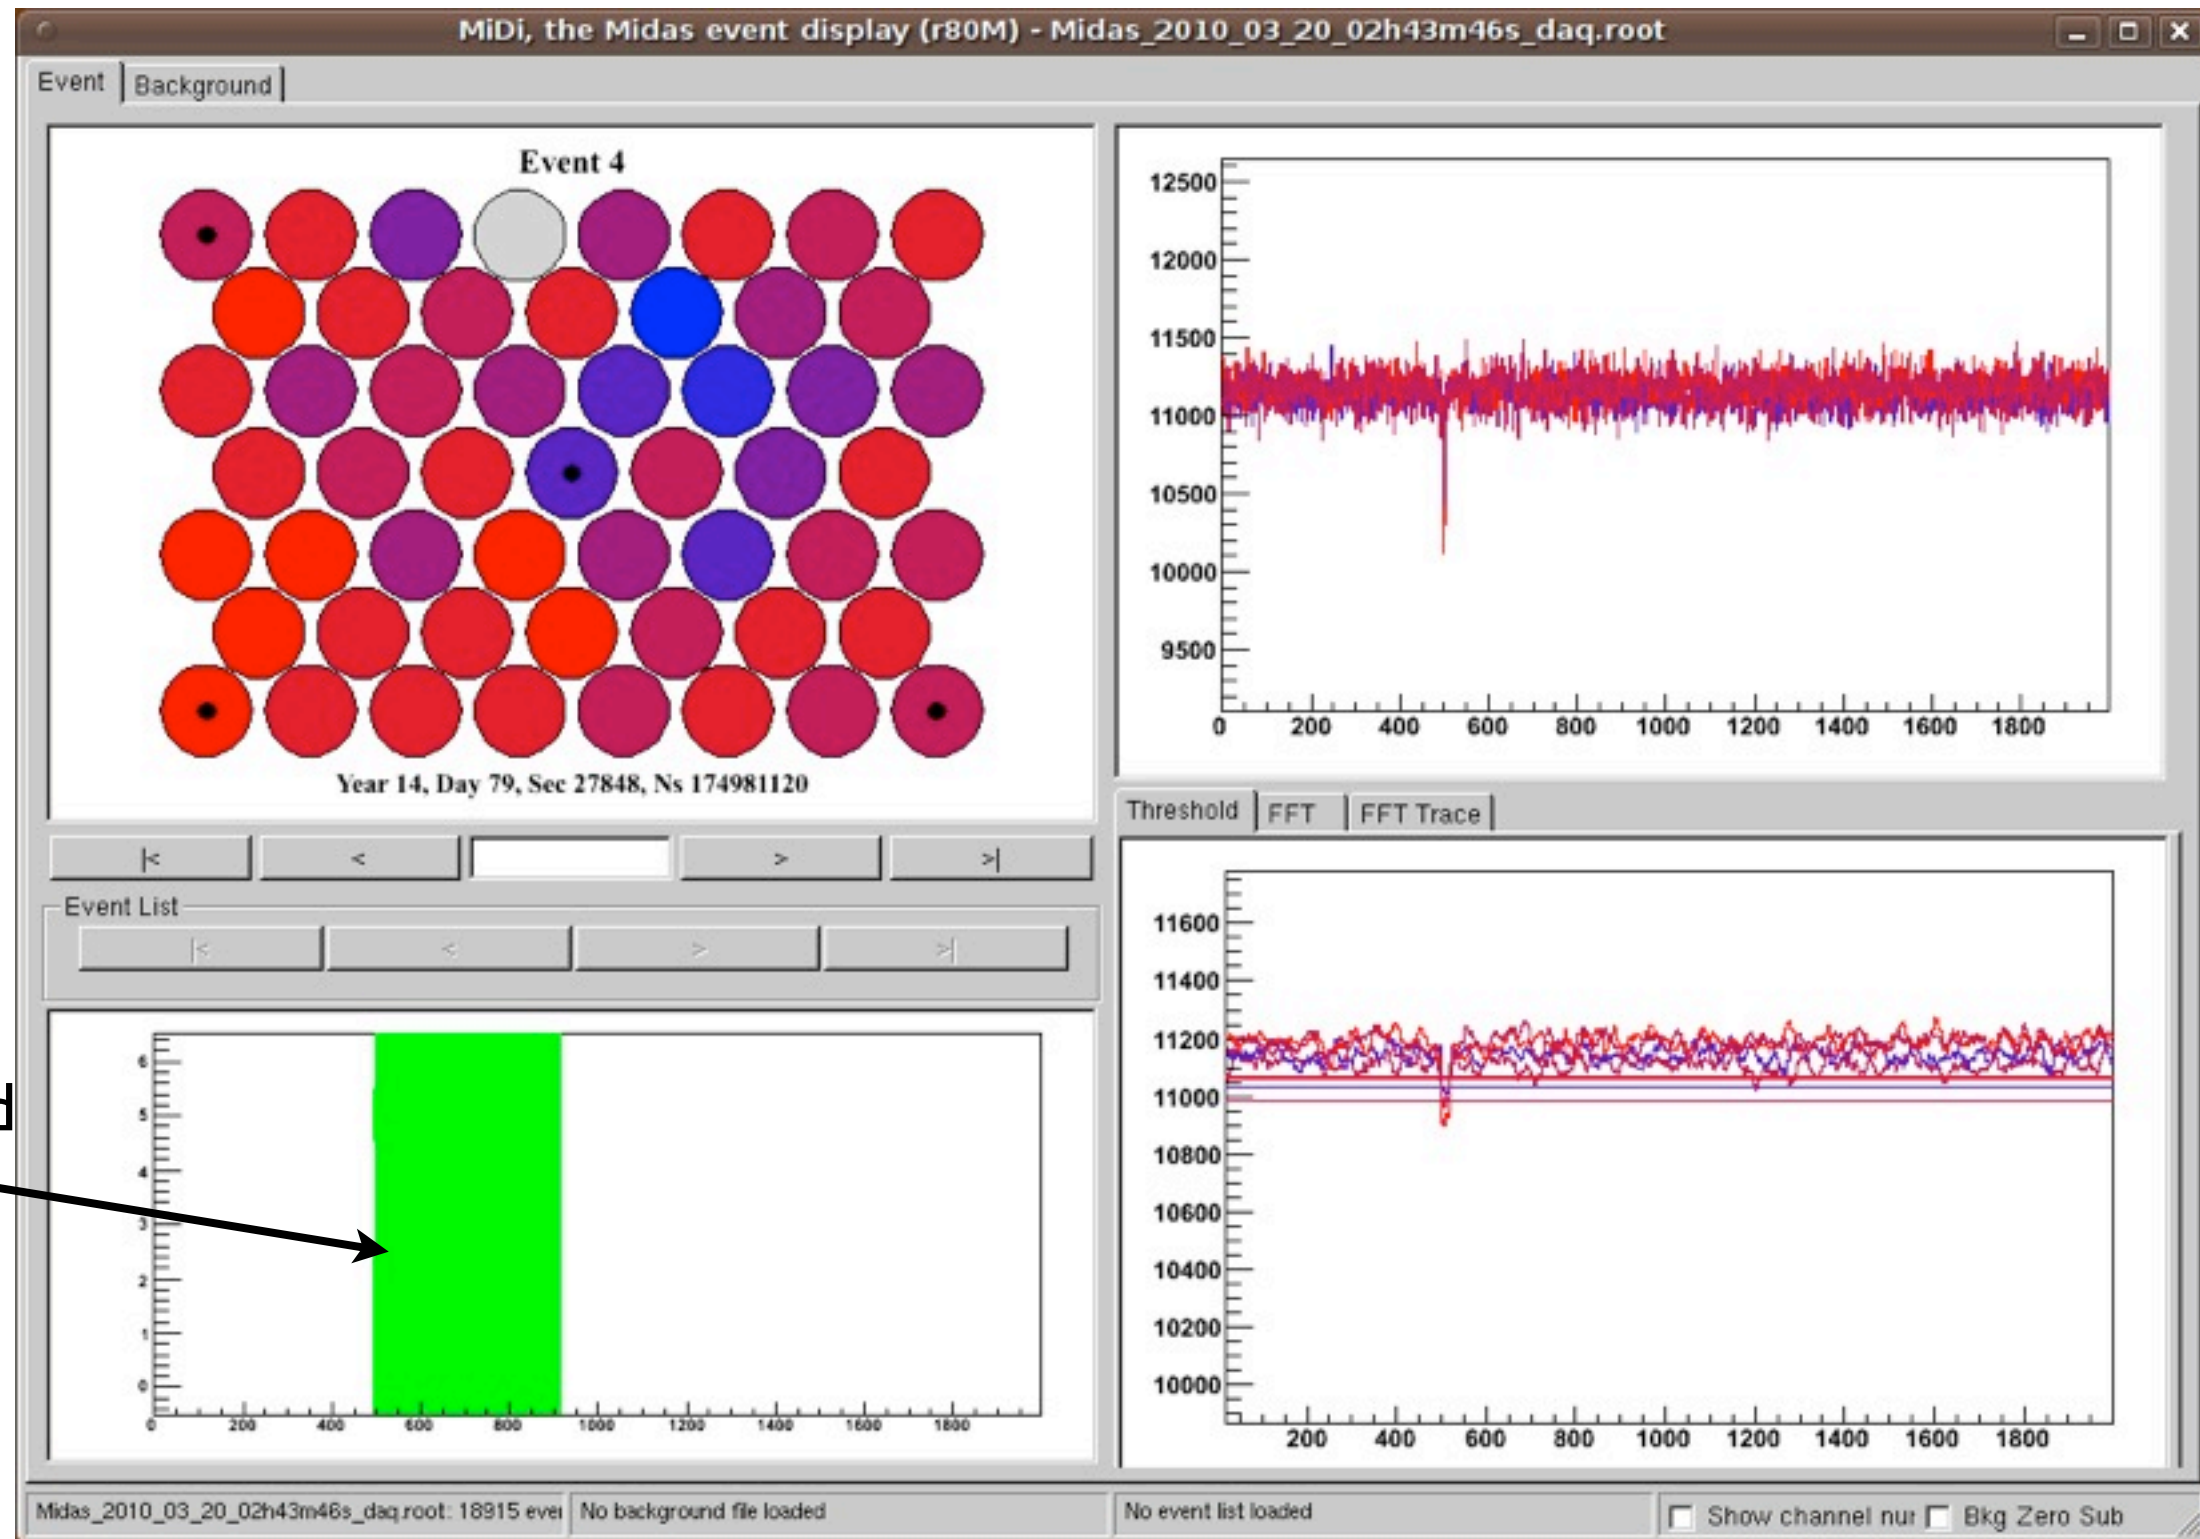 MiDi, the Midas event display (r80M) - Midas_2010_03_20_02h43m46s_daq.root
Event
Background
Event 4
Year 14, Day 79, Sec 27848, Ns 174981120
|<
<
>
>|
Event List
|<
<
>
>|
6
5
4
3
2
1
0
0 200 400 600 800 1000 1200 1400 1600 1800
12500
12000
11500
11000
10500
10000
9500
0 200 400 600 800 1000 1200 1400 1600 1800
Threshold
FFT
FFT Trace
11600
11400
11200
11000
10800
10600
10400
10200
10000
200 400 600 800 1000 1200 1400 1600 1800
Midas_2010_03_20_02h43m46s_daq.root: 18915 eve
No background file loaded
No event list loaded
Show channel nu
Bkg Zero Sub